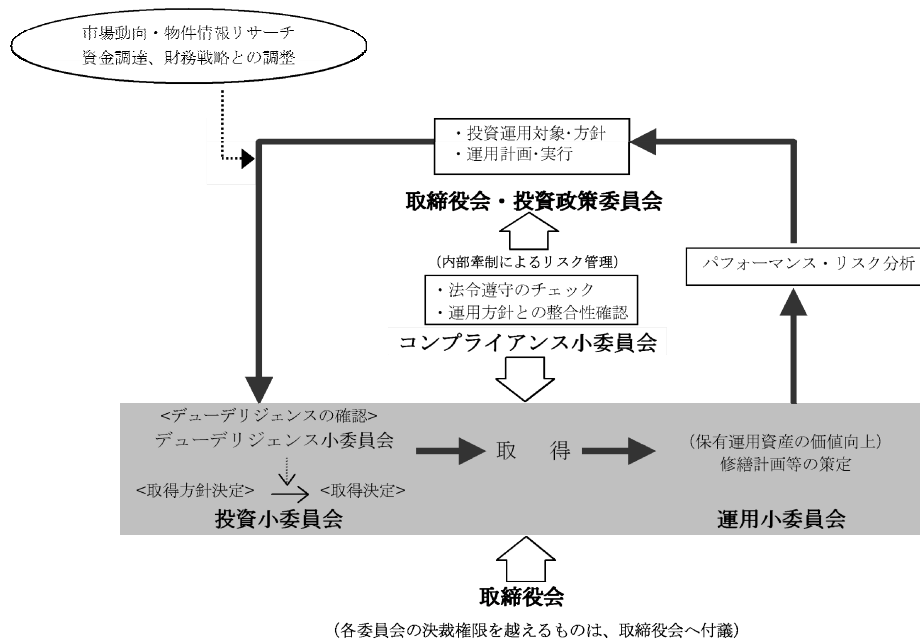 市場動向・物件情報リサーチ
資金調達、財務戦略との調整
・投資運用対象・方針
・運用計画・実行
取締役会・投資政策委員会
(内部牽制によるリスク管理)
・法令遵守のチェック
・運用方針との整合性確認
コンプライアンス小委員会
パフォーマンス・リスク分析
<デューデリジェンスの確認>
デューデリジェンス小委員会
<取得方針決定>
<取得決定>
投資小委員会
取 得
(保有運用資産の価値向上)
修繕計画等の策定
運用小委員会
取締役会
(各委員会の決裁権限を越えるものは、取締役会へ付議)